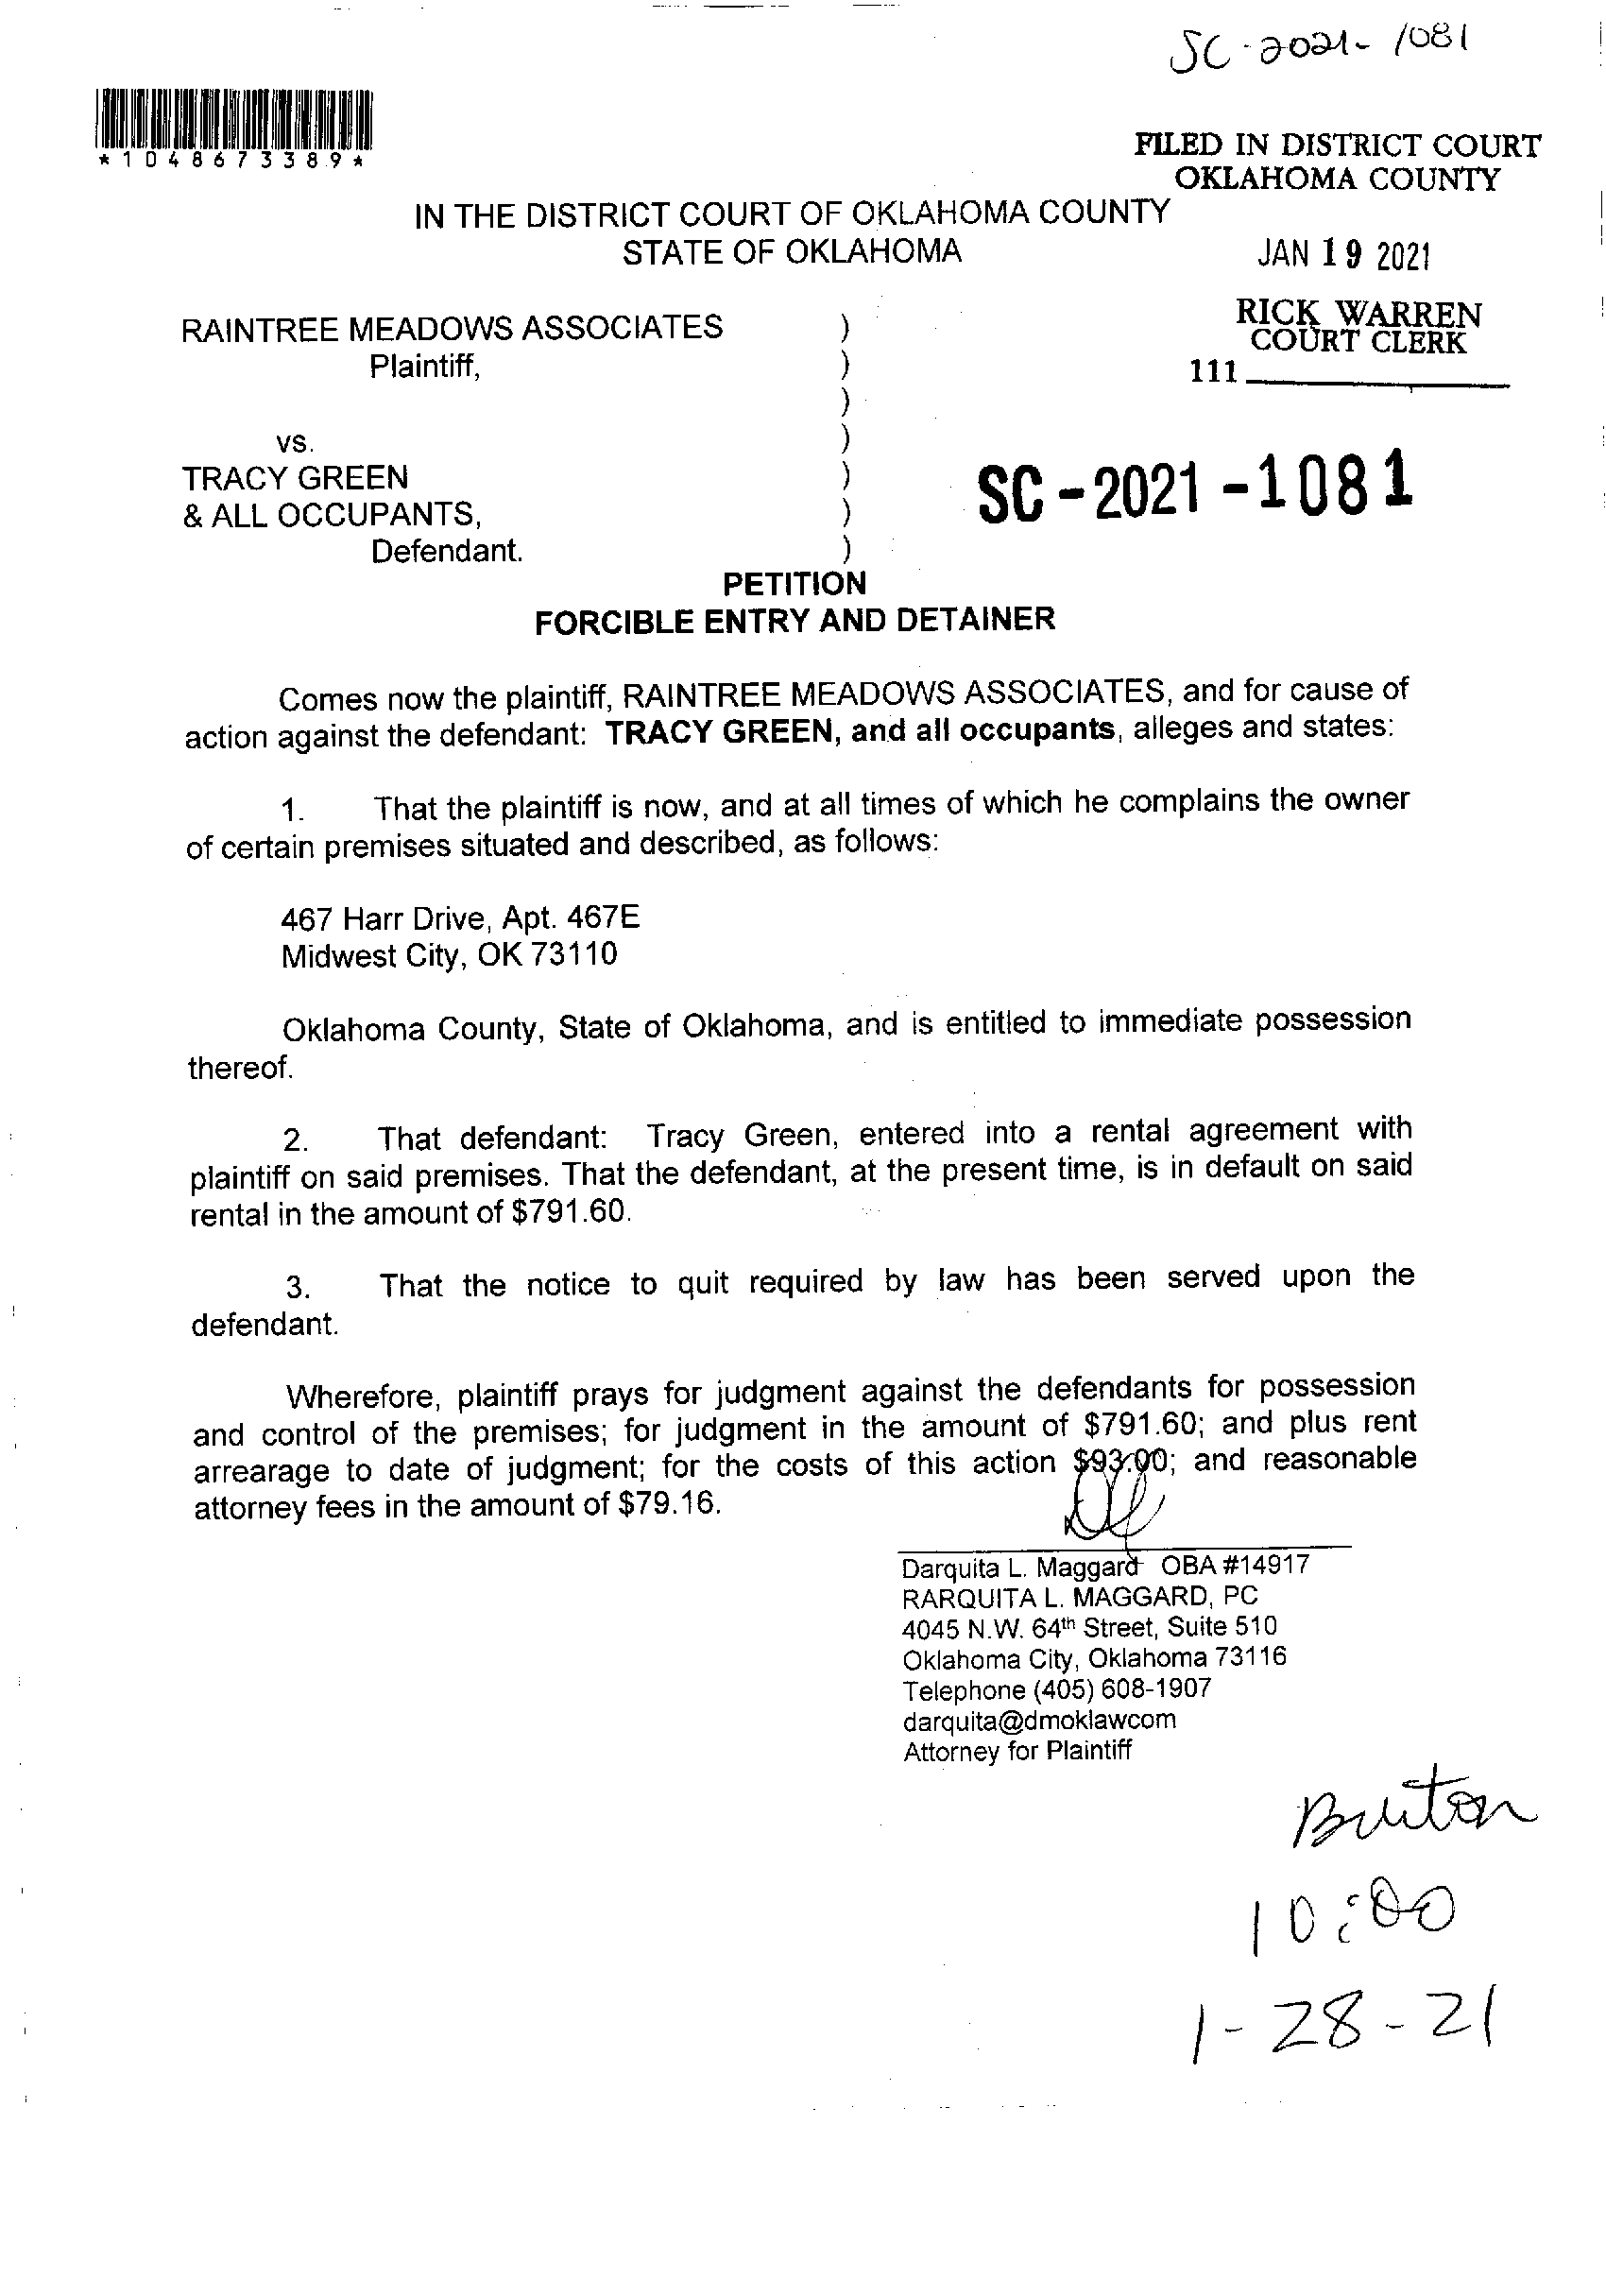 SC-2021-1081
*1048673389*
FILED IN DISTRICT COURT
OKLAHOMA COUNTY
IN THE DISTRICT COURT OF OKLAHOMA COUNTY
STATE OF OKLAHOMA
JAN 19 2021
RICK WARREN
COURT CLERK
111
RAINTREE MEADOWS ASSOCIATES )
Plaintiff, )
)
vs. )
TRACY GREEN )
& ALL OCCUPANTS, )
Defendant. )
SC-2021-1081
PETITION
FORCIBLE ENTRY AND DETAINER
Comes now the plaintiff, RAINTREE MEADOWS ASSOCIATES, and for cause of
action against the defendant: TRACY GREEN, and all occupants, alleges and states:
1. That the plaintiff is now, and at all times of which he complains the owner
of certain premises situated and described, as follows:
467 Harr Drive, Apt. 467E
Midwest City, OK 73110
Oklahoma County, State of Oklahoma, and is entitled to immediate possession
thereof.
2. That defendant: Tracy Green, entered into a rental agreement with
plaintiff on said premises. That the defendant, at the present time, is in default on said
rental in the amount of $791.60.
3. That the notice to quit required by law has been served upon the
defendant.
Wherefore, plaintiff prays for judgment against the defendants for possession
and control of the premises; for judgment in the amount of $791.60; and plus rent
arrearage to date of judgment; for the costs of this action $93.00; and reasonable
attorney fees in the amount of $79.16.
Darquita L. Maggard OBA #14917
RARQUITA L. MAGGARD, PC
4045 N.W. 64th Street, Suite 510
Oklahoma City, Oklahoma 73116
Telephone (405) 608-1907
darquita@dmoklawcom
Attorney for Plaintiff
10:00
1-28-21